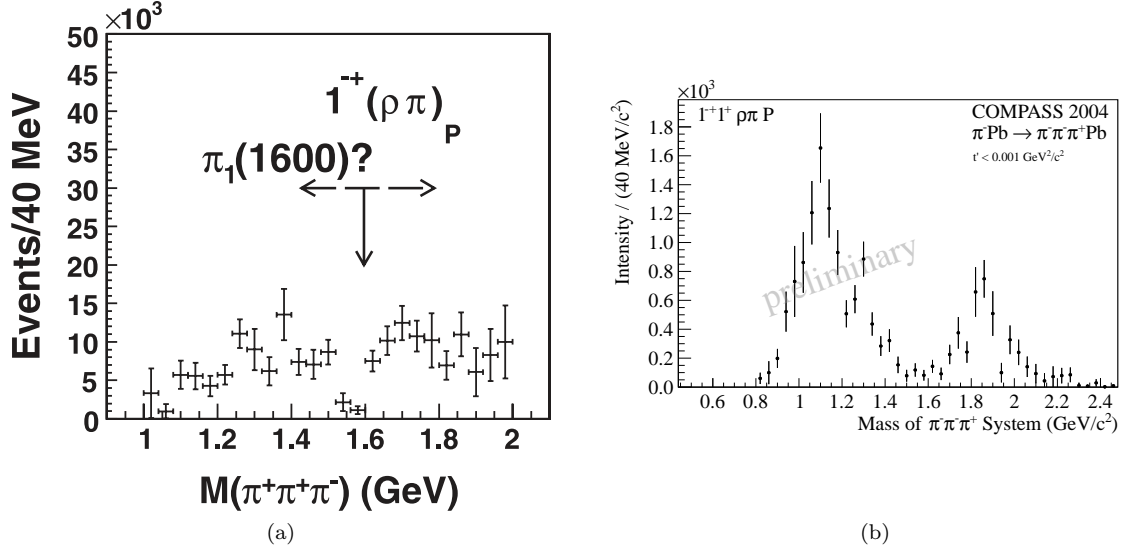 ×10³
50
45
40
35
30
25
20
15
10
5
0
Events/40 MeV
1⁻⁺(ρπ)_P
π₁(1600)?
1 1.2 1.4 1.6 1.8 2
M(π⁺π⁺π⁻) (GeV)
(a)
×10³
1⁻⁺1⁺ ρπ P
COMPASS 2004
π⁻Pb → π⁻π⁻π⁺Pb
t' < 0.001 GeV²/c²
preliminary
1.8
1.6
1.4
1.2
1.0
0.8
0.6
0.4
0.2
0.0
Intensity / (40 MeV/c²)
0.6 0.8 1 1.2 1.4 1.6 1.8 2 2.2 2.4
Mass of π⁻π⁻π⁺ System (GeV/c²)
(b)